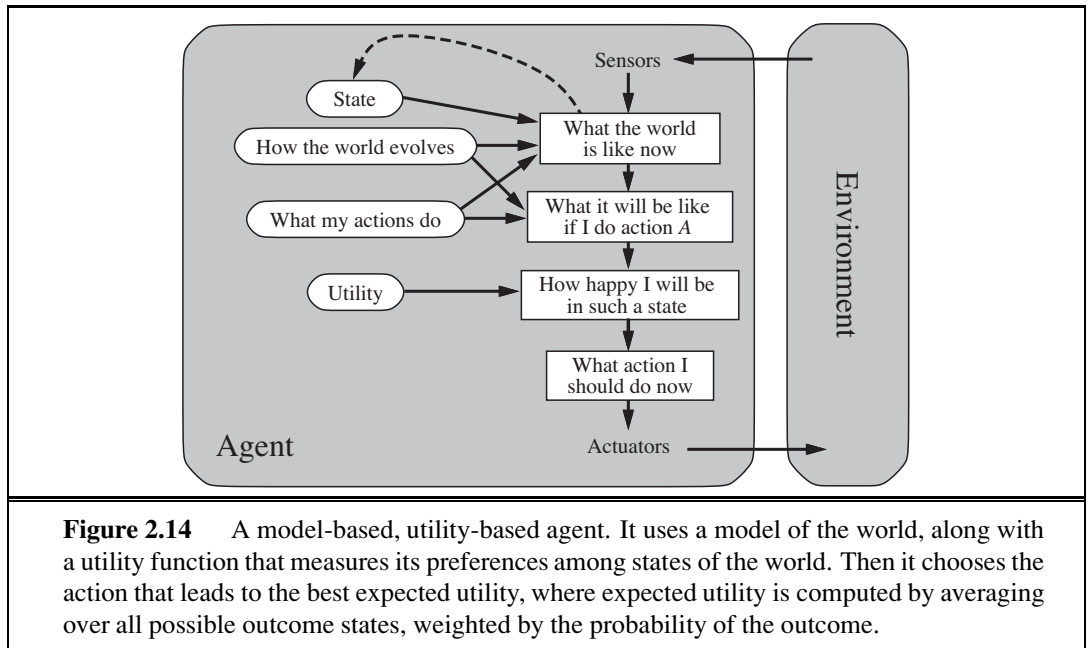 Sensors
State
What the world
is like now
How the world evolves
What it will be like
if I do action A
What my actions do
How happy I will be
in such a state
Utility
What action I
should do now
Agent
Actuators
Environment
Figure 2.14 A model-based, utility-based agent. It uses a model of the world, along with
a utility function that measures its preferences among states of the world. Then it chooses the
action that leads to the best expected utility, where expected utility is computed by averaging
over all possible outcome states, weighted by the probability of the outcome.